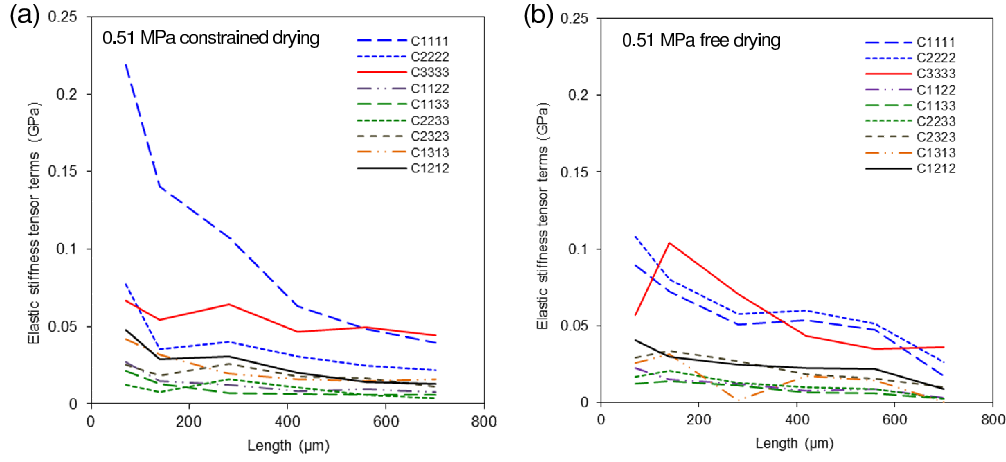 (a)
0.51 MPa constrained drying
C1111
C2222
C3333
C1122
C1133
C2233
C2323
C1313
C1212
Elastic stiffness tensor terms (GPa)
0.25
0.2
0.15
0.1
0.05
0
0
200
400
600
800
Length (µm)
(b)
0.51 MPa free drying
C1111
C2222
C3333
C1122
C1133
C2233
C2323
C1313
C1212
Elastic stiffness tensor terms (GPa)
0.25
0.2
0.15
0.1
0.05
0
0
200
400
600
800
Length (µm)